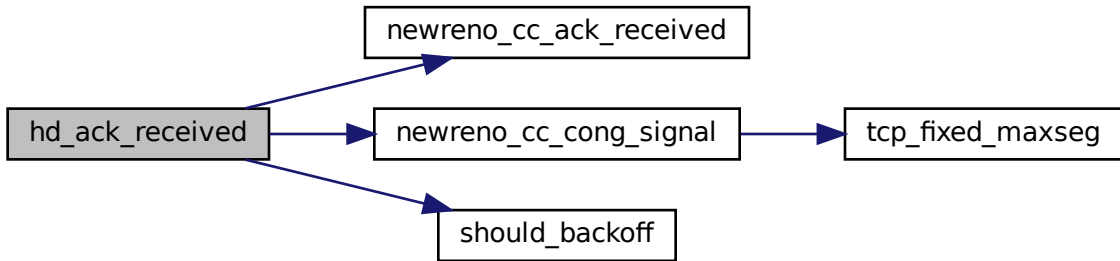 newreno_cc_ack_received
hd_ack_received
newreno_cc_cong_signal
tcp_fixed_maxseg
should_backoff